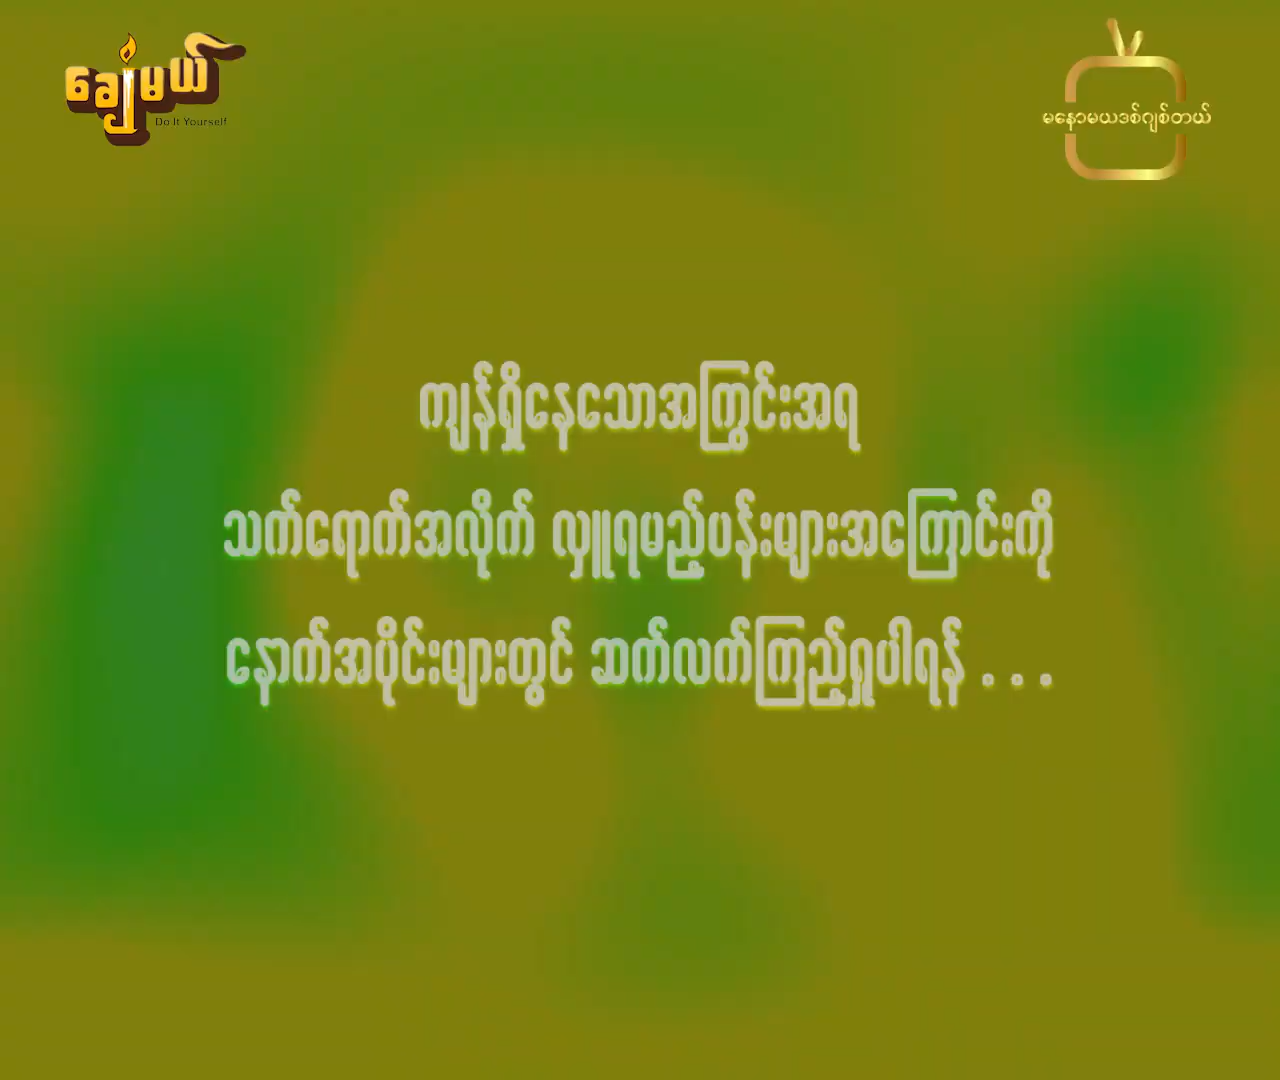 ချေမယ်
Do It Yourself
မနောမယဒစ်ဂျစ်တယ်
ကျန်ရှိနေသောအကြွင်းအရ
သက်ရောက်အလိုက် လှူရမည့်ပန်းများအကြောင်းကို
နောက်အပိုင်းများတွင် ဆက်လက်ကြည့်ရှုပါရန် . . .